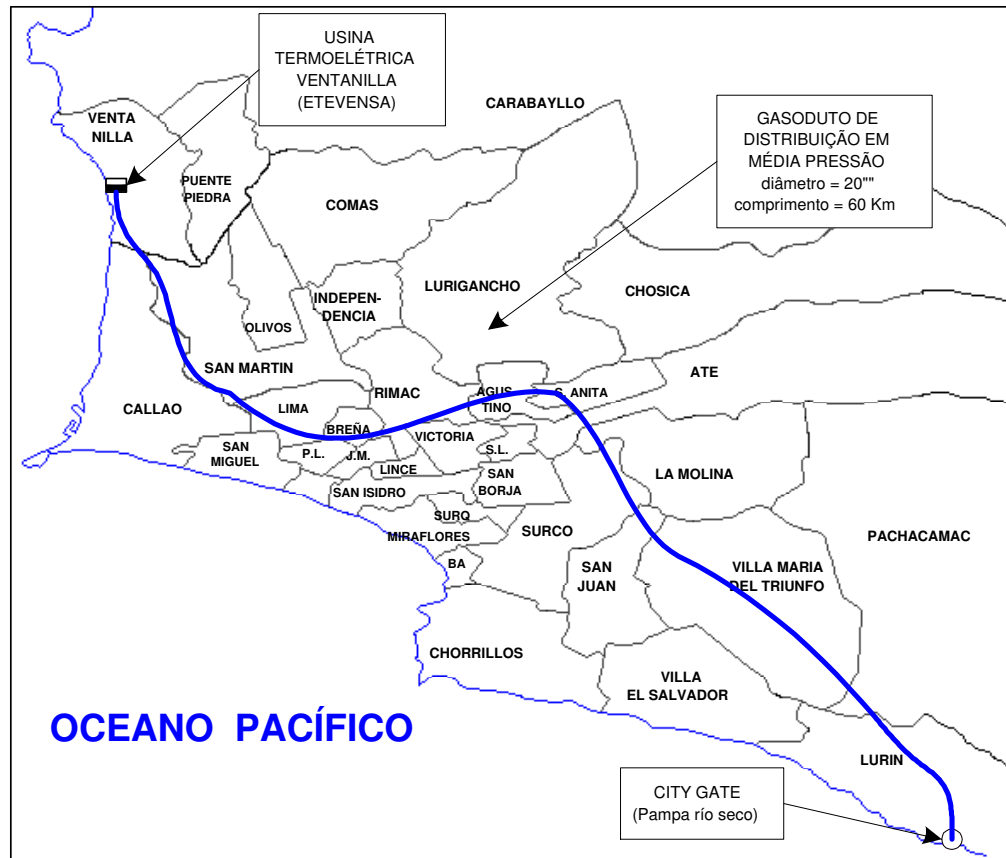 USINA
TERMOELÉTRICA
VENTANILLA
(ETEVENSA)
CARABAYLLO
GASODUTO DE
DISTRIBUIÇÃO EM
MÉDIA PRESSÃO
diâmetro = 20""
comprimento = 60 Km
VENTA
NILLA
PUENTE
PIEDRA
COMAS
LURIGANCHO
CHOSICA
INDEPEN-
DENCIA
OLIVOS
SAN MARTIN
RIMAC
AGUS
TINO
S. ANITA
ATE
CALLAO
LIMA
BREÑA
VICTORIA
SAN
MIGUEL
P.L.
J.M.
S.L.
LINCE
SAN
BORJA
LA MOLINA
SAN ISIDRO
SURQ
MIRAFLORES
SURCO
PACHACAMAC
BA
SAN
JUAN
VILLA MARIA
DEL TRIUNFO
CHORRILLOS
VILLA
EL SALVADOR
OCEANO PACÍFICO
LURIN
CITY GATE
(Pampa río seco)